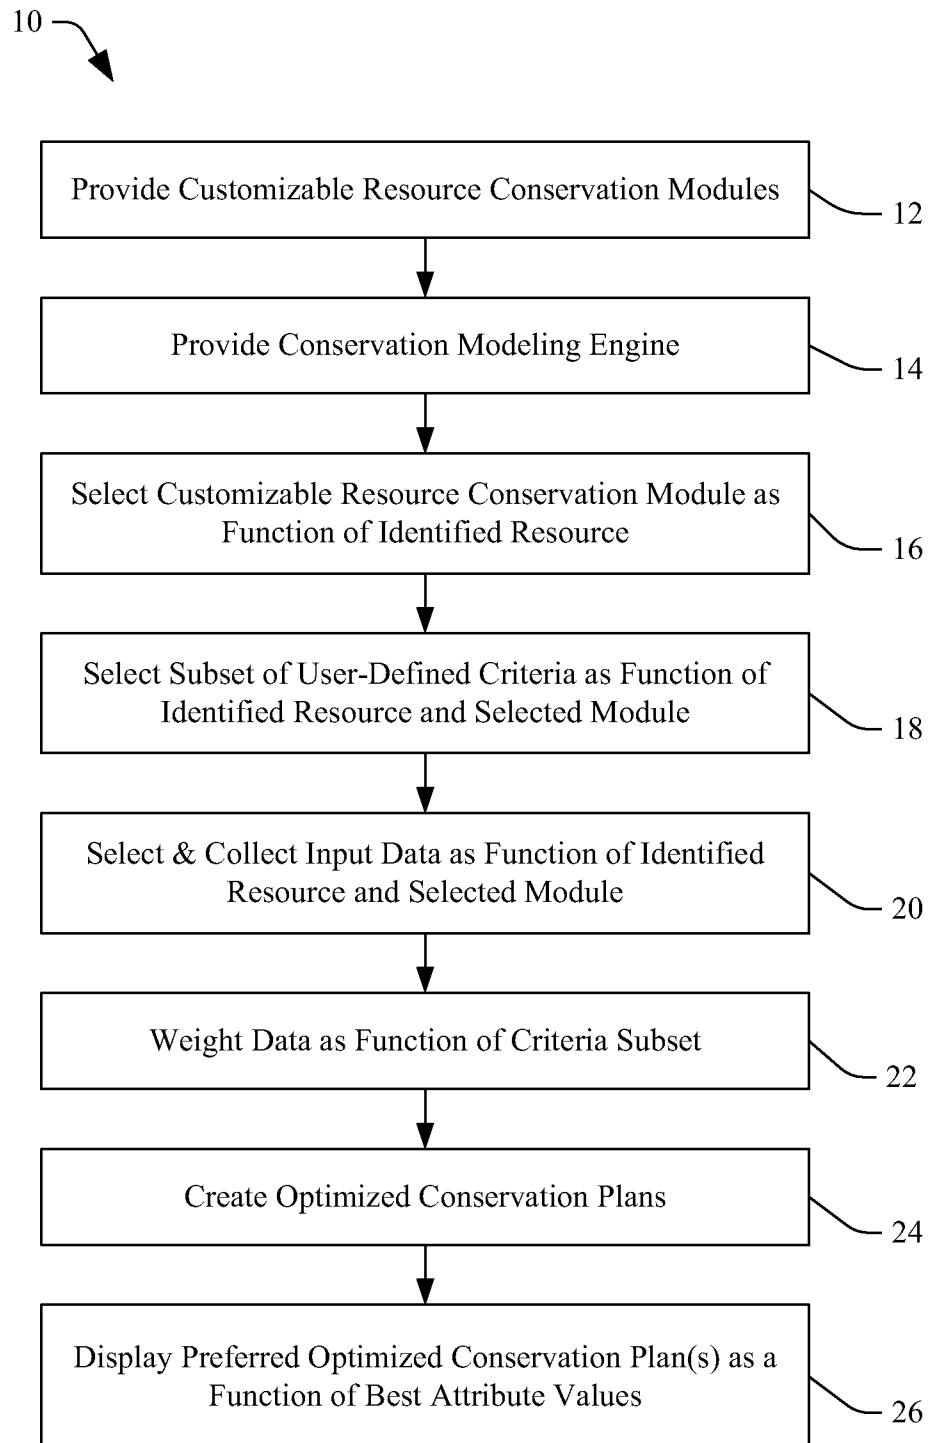 10
Provide Customizable Resource Conservation Modules
12
Provide Conservation Modeling Engine
14
Select Customizable Resource Conservation Module as
Function of Identified Resource
16
Select Subset of User-Defined Criteria as Function of
Identified Resource and Selected Module
18
Select & Collect Input Data as Function of Identified
Resource and Selected Module
20
Weight Data as Function of Criteria Subset
22
Create Optimized Conservation Plans
24
Display Preferred Optimized Conservation Plan(s) as a
Function of Best Attribute Values
26